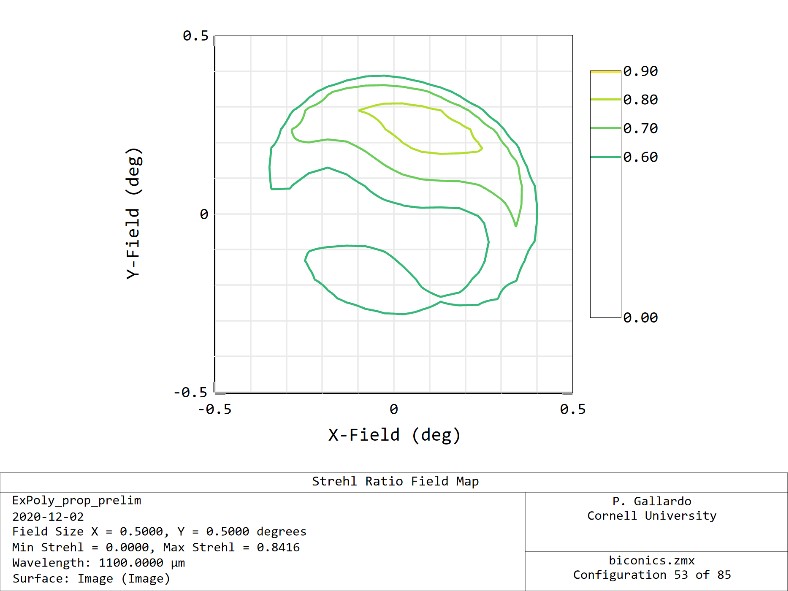 0.5
0
-0.5
Y-Field (deg)
-0.5 0 0.5
X-Field (deg)
0.90
0.80
0.70
0.60
0.00
Strehl Ratio Field Map
ExPoly_prop_prelim
2020-12-02
Field Size X = 0.5000, Y = 0.5000 degrees
Min Strehl = 0.0000, Max Strehl = 0.8416
Wavelength: 1100.0000 µm
Surface: Image (Image)
P. Gallardo
Cornell University
biconics.zmx
Configuration 53 of 85